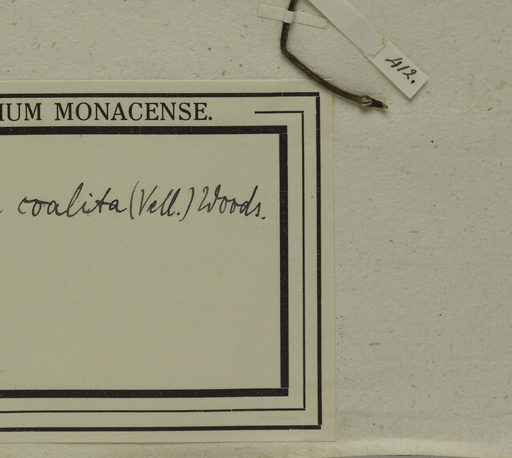 412.
IUM MONACENSE.
coalita (Vell.) Woods.